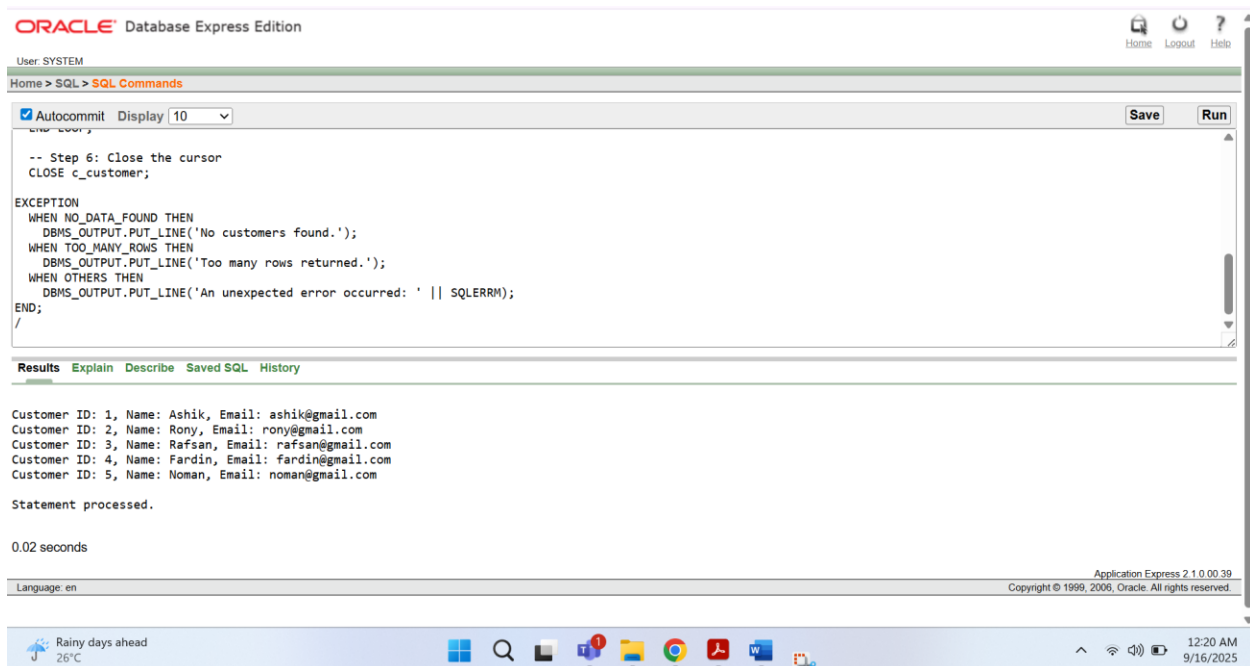 ORACLE Database Express Edition
Home Logout Help
User: SYSTEM
Home > SQL > SQL Commands
Autocommit Display 10 Save Run
END LOOP;
-- Step 6: Close the cursor
CLOSE c_customer;
EXCEPTION
WHEN NO_DATA_FOUND THEN
DBMS_OUTPUT.PUT_LINE('No customers found.');
WHEN TOO_MANY_ROWS THEN
DBMS_OUTPUT.PUT_LINE('Too many rows returned.');
WHEN OTHERS THEN
DBMS_OUTPUT.PUT_LINE('An unexpected error occurred: ' || SQLERRM);
END;
/
Results Explain Describe Saved SQL History
Customer ID: 1, Name: Ashik, Email: ashik@gmail.com
Customer ID: 2, Name: Rony, Email: rony@gmail.com
Customer ID: 3, Name: Rafsan, Email: rafsan@gmail.com
Customer ID: 4, Name: Fardin, Email: fardin@gmail.com
Customer ID: 5, Name: Noman, Email: noman@gmail.com
Statement processed.
0.02 seconds
Application Express 2.1.0.00.39
Language: en Copyright © 1999, 2006, Oracle. All rights reserved.
Rainy days ahead
26°C
1
12:20 AM
9/16/2025